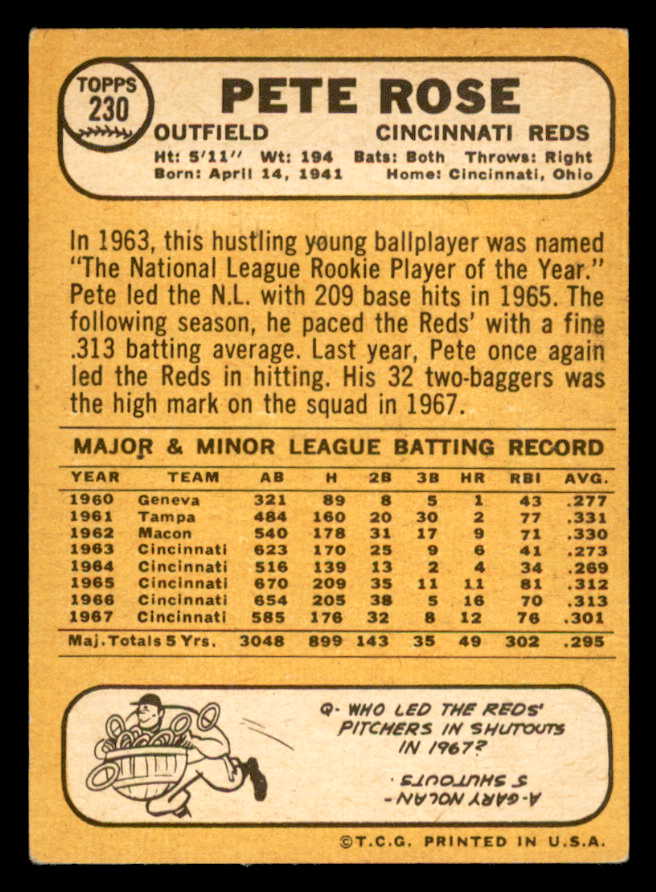 TOPPS
230
PETE ROSE
OUTFIELD CINCINNATI REDS
Ht: 5'11" Wt: 194 Bats: Both Throws: Right
Born: April 14, 1941 Home: Cincinnati, Ohio
In 1963, this hustling young ballplayer was named
"The National League Rookie Player of the Year."
Pete led the N.L. with 209 base hits in 1965. The
following season, he paced the Reds' with a fine
.313 batting average. Last year, Pete once again
led the Reds in hitting. His 32 two-baggers was
the high mark on the squad in 1967.
MAJOR & MINOR LEAGUE BATTING RECORD
YEAR TEAM AB H 2B 3B HR RBI AVG.
1960 Geneva 321 89 8 5 1 43 .277
1961 Tampa 484 160 20 30 2 77 .331
1962 Macon 540 178 31 17 9 71 .330
1963 Cincinnati 623 170 25 9 6 41 .273
1964 Cincinnati 516 139 13 2 4 34 .269
1965 Cincinnati 670 209 35 11 11 81 .312
1966 Cincinnati 654 205 38 5 16 70 .313
1967 Cincinnati 585 176 32 8 12 76 .301
Maj. Totals 5 Yrs. 3048 899 143 35 49 302 .295
Q- WHO LED THE REDS'
PITCHERS IN SHUTOUTS
IN 1967?
A-GARY NOLAN-
5 SHUTOUTS.
©T.C.G. PRINTED IN U.S.A.